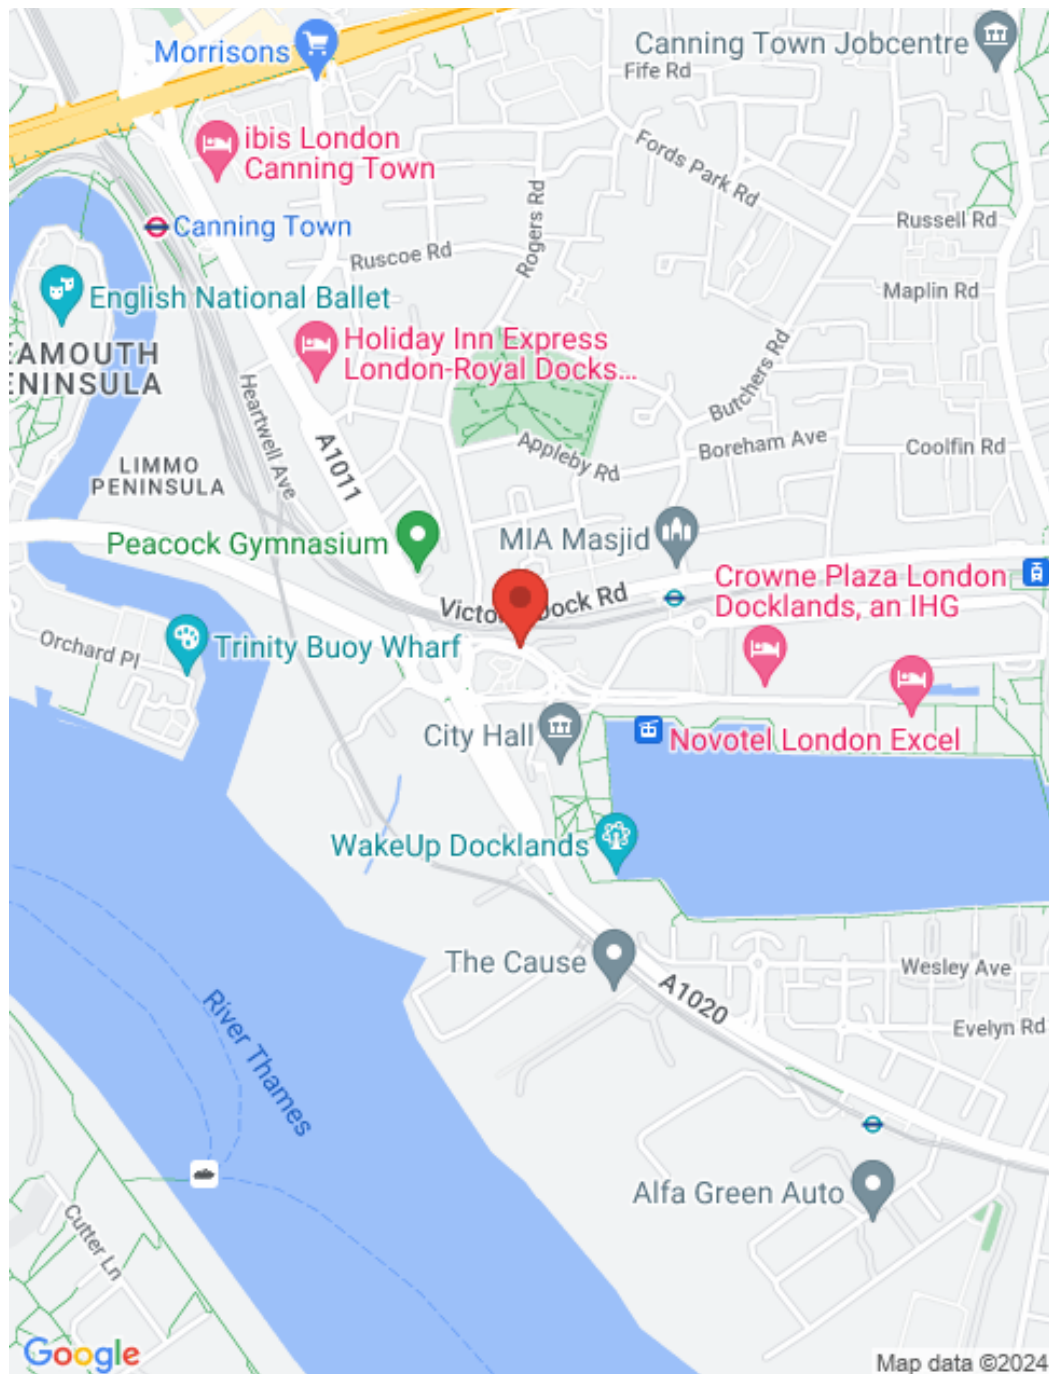 Morrisons
Canning Town Jobcentre
Fife Rd
ibis London
Canning Town
Fords Park Rd
Canning Town
Rogers Rd
Russell Rd
Ruscoe Rd
English National Ballet
Maplin Rd
EAMOUTH
ENINSULA
Holiday Inn Express
London-Royal Docks...
Butchers Rd
Heartwell Ave
A1011
Appleby Rd
Boreham Ave
Coolfin Rd
LIMMO
PENINSULA
Peacock Gymnasium
MIA Masjid
Victoria Dock Rd
Crowne Plaza London
Docklands, an IHG
Orchard Pl
Trinity Buoy Wharf
City Hall
Novotel London Excel
WakeUp Docklands
The Cause
Wesley Ave
A1020
River Thames
Evelyn Rd
Alfa Green Auto
Cutter Ln
Google
Map data ©2024